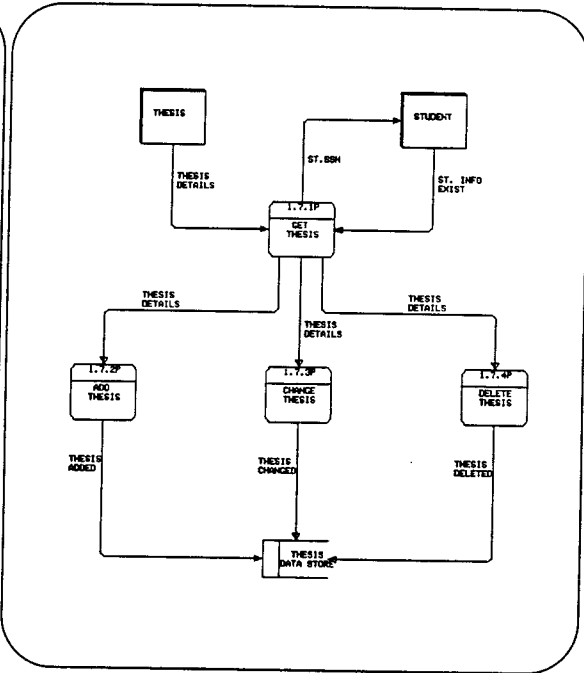 THESIS
STUDENT
THESIS
DETAILS
ST.SSN
ST. INFO
EXIST
1.7.1P
GET
THESIS
THESIS
DETAILS
THESIS
DETAILS
THESIS
DETAILS
1.7.2P
ADD
THESIS
1.7.3P
CHANGE
THESIS
1.7.4P
DELETE
THESIS
THESIS
ADDED
THESIS
CHANGED
THESIS
DELETED
THESIS
DATA STORE